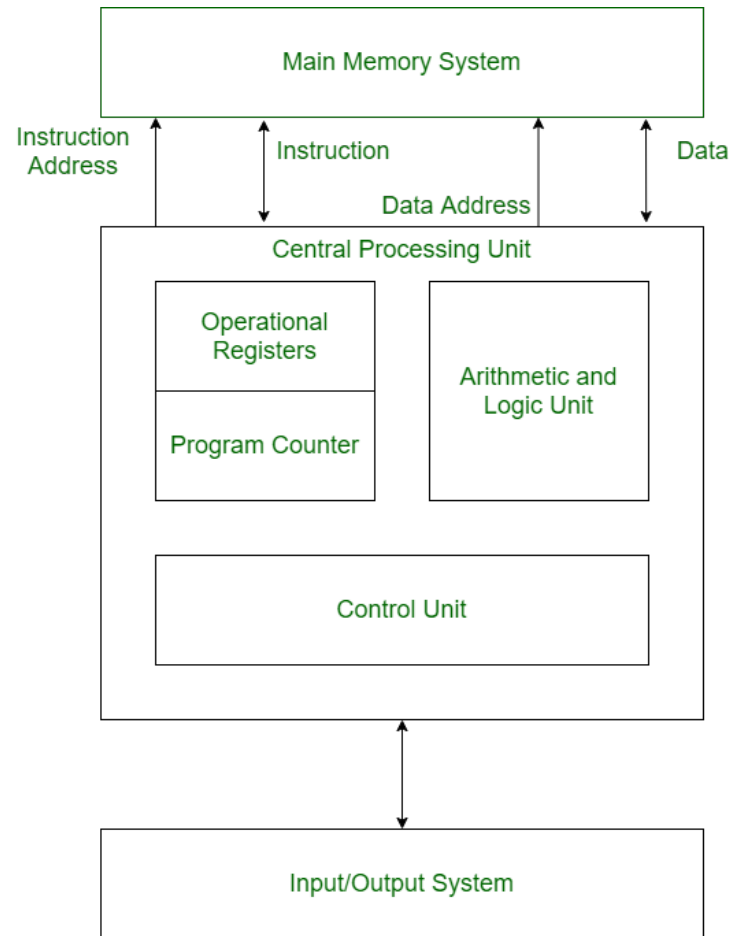 Main Memory System
Instruction
Address
Instruction
Data
Data Address
Central Processing Unit
Operational
Registers
Arithmetic and
Logic Unit
Program Counter
Control Unit
Input/Output System